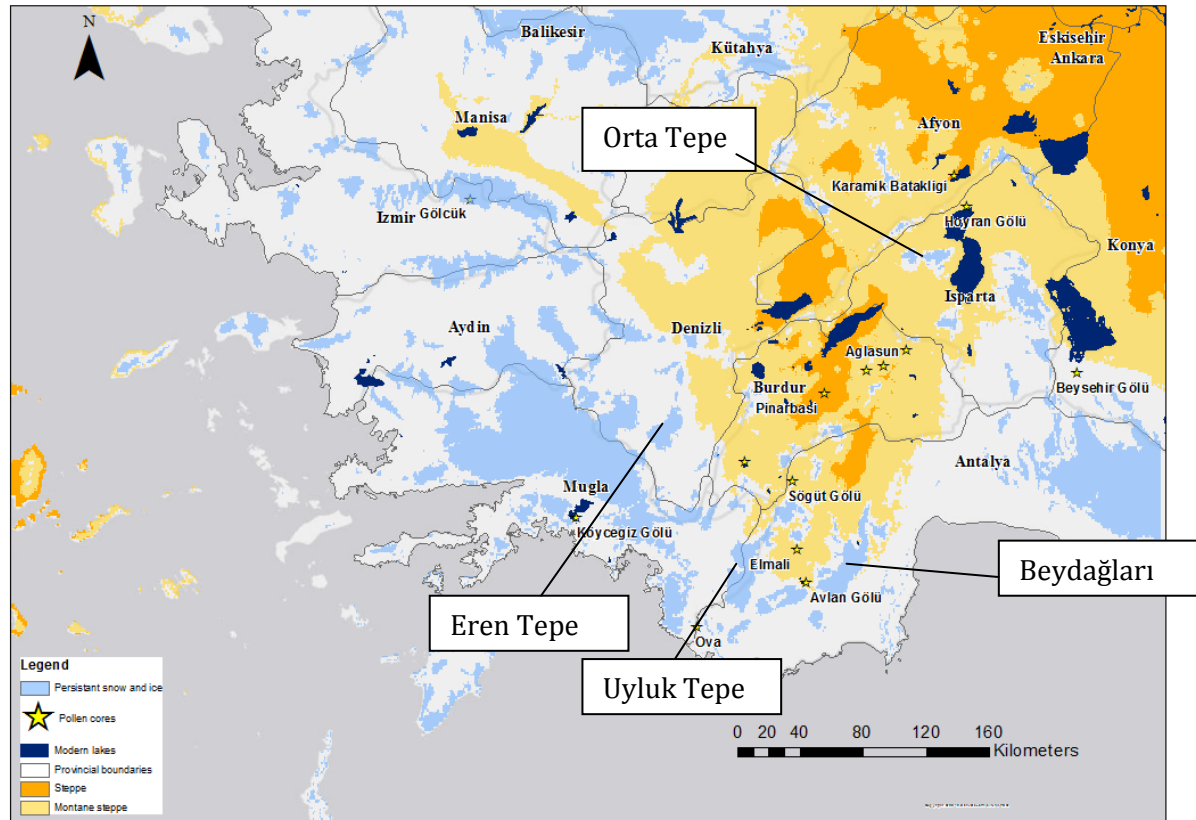 N
Balikesir
Kütahya
Eskisehir
Ankara
Manisa
Afyon
Orta Tepe
Karamik Batakligi
Izmir
Gölcük
Hoyran Gölü
Konya
Isparta
Aydin
Denizli
Aglasun
Burdur
Pinarbasi
Beysehir Gölü
Antalya
Mugla
Sögüt Gölü
Köycegiz Gölü
Elmali
Beydağları
Avlan Gölü
Eren Tepe
Ova
Uyluk Tepe
Legend
Persistant snow and ice
Pollen cores
Modern lakes
Provincial boundaries
Steppe
Montane steppe
0 20 40 80 120 160
Kilometers